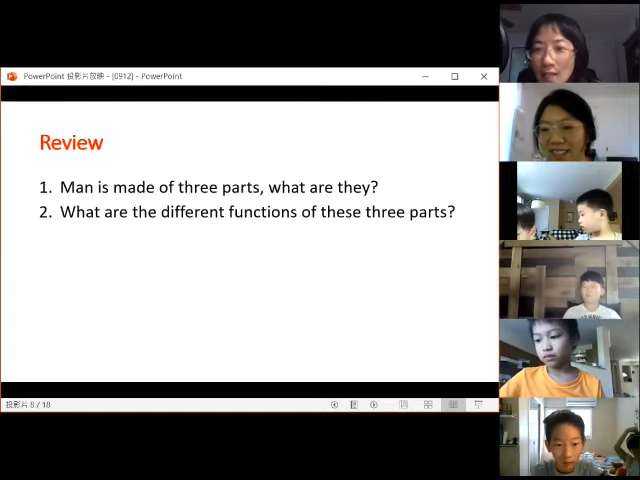 PowerPoint 投影片放映 - [0912] - PowerPoint
Review
1. Man is made of three parts, what are they?
2. What are the different functions of these three parts?
投影片 8 / 18